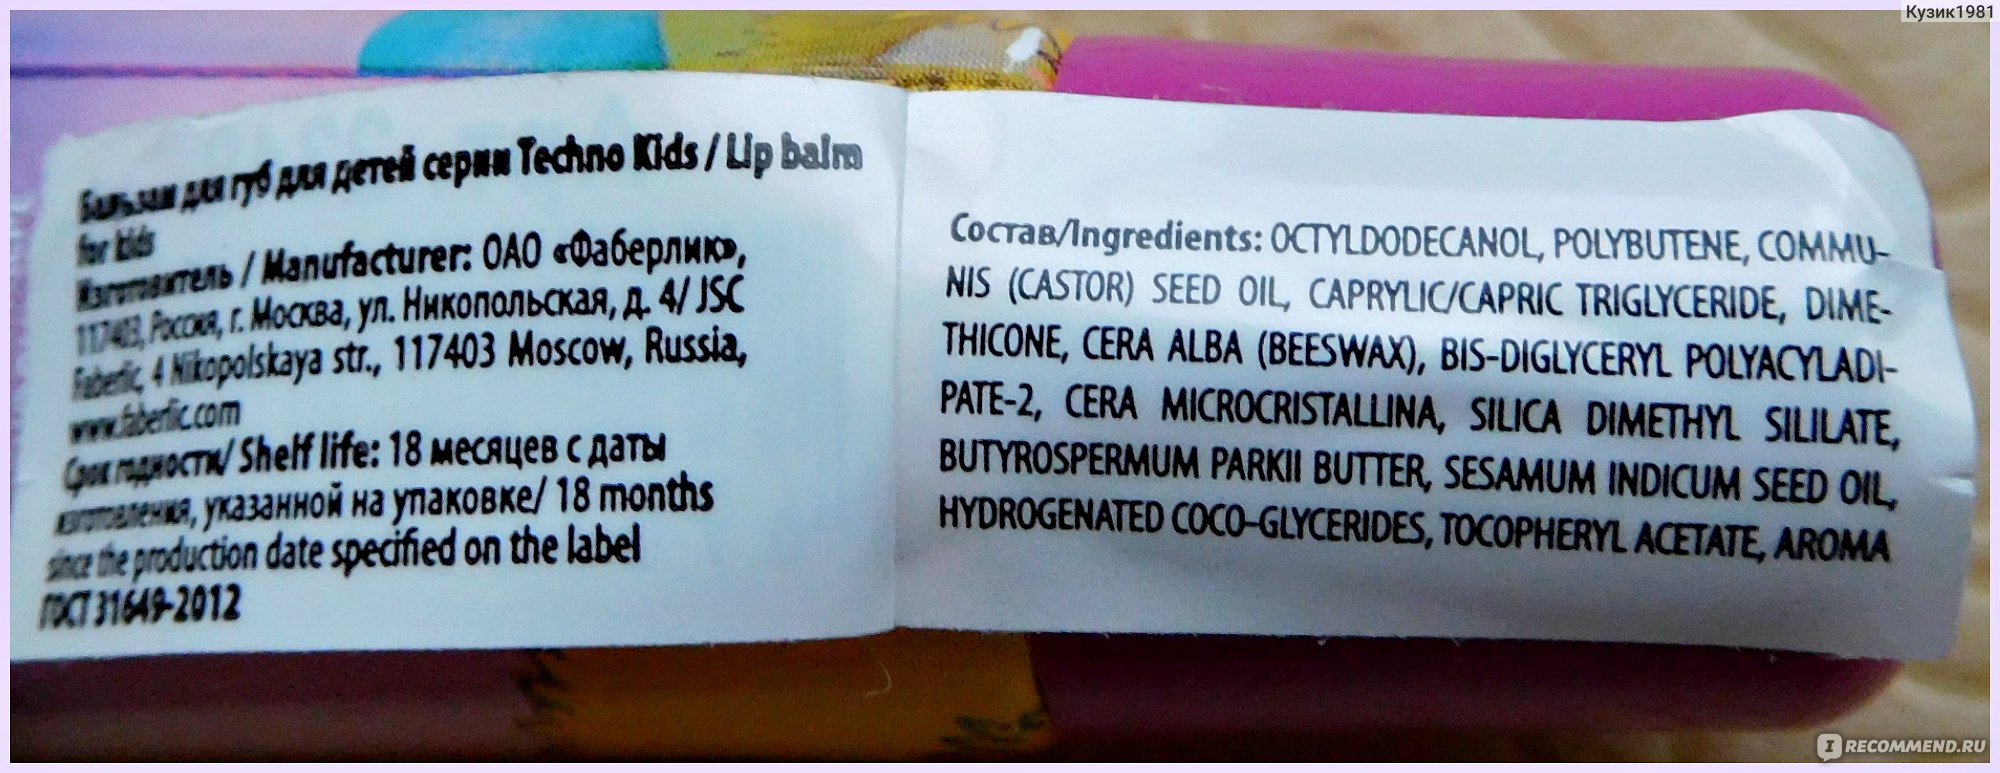 Кузик1981
Бальзам для губ для детей серии Techno Kids / Lip balm
for kids
Изготовитель / Manufacturer: ОАО «Фаберлик»,
117403, Россия, г. Москва, ул. Никопольская, д. 4/ JSC
Faberlic, 4 Nikopolskaya str., 117403 Moscow, Russia,
www.faberlic.com
Срок годности/ Shelf life: 18 месяцев с даты
изготовления, указанной на упаковке/ 18 months
since the production date specified on the label
ГОСТ 31649-2012
Состав/Ingredients: OCTYLDODECANOL, POLYBUTENE, COMMU-
NIS (CASTOR) SEED OIL, CAPRYLIC/CAPRIC TRIGLYCERIDE, DIME-
THICONE, CERA ALBA (BEESWAX), BIS-DIGLYCERYL POLYACYLADI-
PATE-2, CERA MICROCRISTALLINA, SILICA DIMETHYL SILILATE,
BUTYROSPERMUM PARKII BUTTER, SESAMUM INDICUM SEED OIL,
HYDROGENATED COCO-GLYCERIDES, TOCOPHERYL ACETATE, AROMA
I RECOMMEND.RU